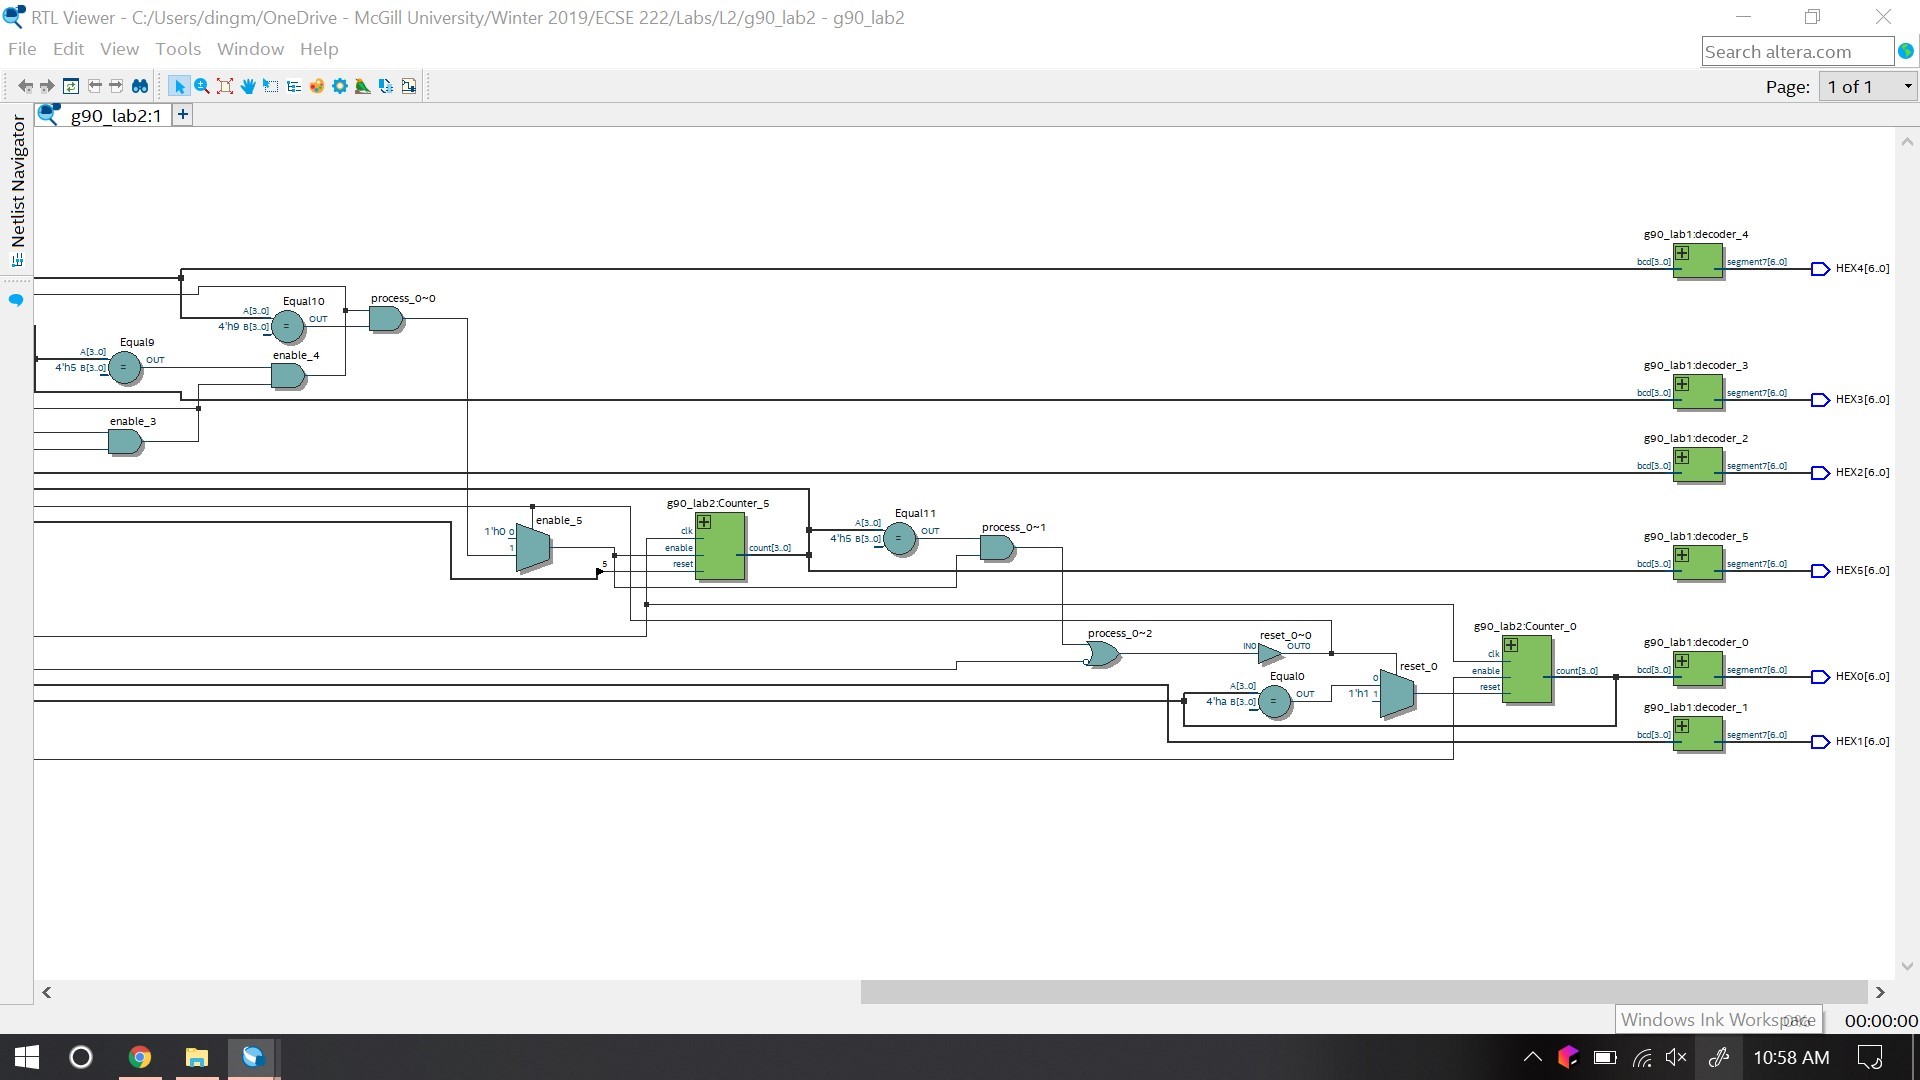 RTL Viewer - C:/Users/dingm/OneDrive - McGill University/Winter 2019/ECSE 222/Labs/L2/g90_lab2 - g90_lab2
File Edit View Tools Window Help
Search altera.com
Page: 1 of 1
g90_lab2:1
Netlist Navigator
g90_lab1:decoder_4
bcd[3..0] segment7[6..0] HEX4[6..0]
Equal10
process_0~0
A[3..0]
OUT
4'h9 B[3..0]
Equal9
A[3..0]
OUT
4'h5 B[3..0]
enable_4
g90_lab1:decoder_3
bcd[3..0] segment7[6..0] HEX3[6..0]
enable_3
g90_lab1:decoder_2
bcd[3..0] segment7[6..0] HEX2[6..0]
enable_5
1'h0 0
1
5
g90_lab2:Counter_5
clk
enable
reset
count[3..0]
Equal11
A[3..0]
OUT
4'h5 B[3..0]
process_0~1
g90_lab1:decoder_5
bcd[3..0] segment7[6..0] HEX5[6..0]
process_0~2
reset_0~0
IN0 OUT0
Equal0
A[3..0]
OUT
4'ha B[3..0]
reset_0
0
1'h1 1
g90_lab2:Counter_0
clk
enable
reset
count[3..0]
g90_lab1:decoder_0
bcd[3..0] segment7[6..0] HEX0[6..0]
g90_lab1:decoder_1
bcd[3..0] segment7[6..0] HEX1[6..0]
Windows Ink Workspace
00:00:00
10:58 AM